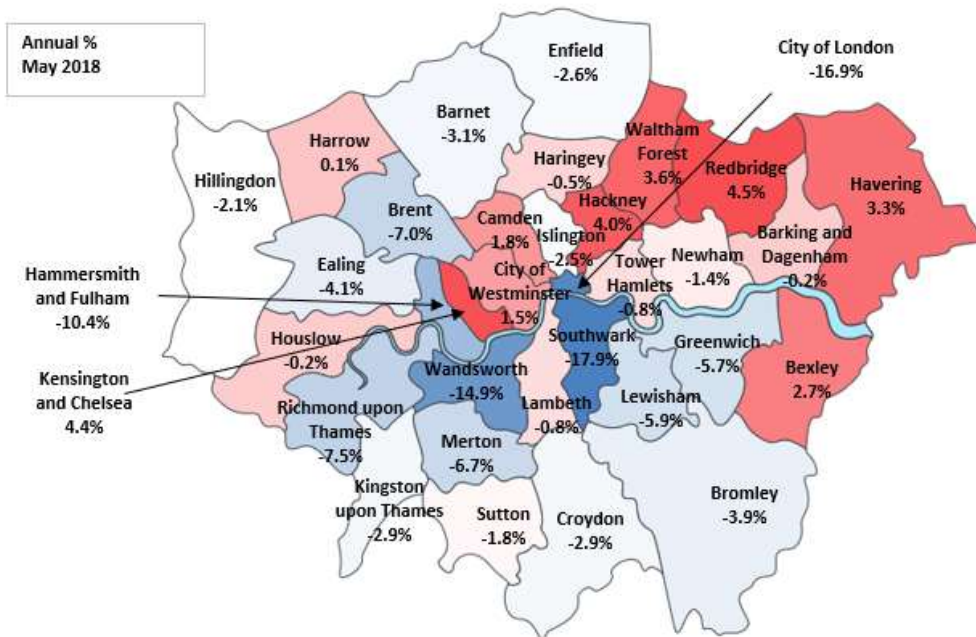 Annual %
May 2018
Enfield
-2.6%
City of London
-16.9%
Barnet
-3.1%
Harrow
0.1%
Waltham
Forest
3.6%
Haringey
-0.5%
Redbridge
4.5%
Hillingdon
-2.1%
Havering
3.3%
Brent
-7.0%
Camden
1.8%
Hackney
4.0%
Islington
-2.5%
Barking and
Dagenham
-0.2%
Newham
-1.4%
Tower
Hamlets
-0.8%
Ealing
-4.1%
City of
Westminster
1.5%
Hammersmith
and Fulham
-10.4%
Houslow
-0.2%
Southwark
-17.9%
Greenwich
-5.7%
Bexley
2.7%
Kensington
and Chelsea
4.4%
Wandsworth
-14.9%
Lambeth
-0.8%
Lewisham
-5.9%
Richmond upon
Thames
-7.5%
Merton
-6.7%
Kingston
upon Thames
-2.9%
Sutton
-1.8%
Croydon
-2.9%
Bromley
-3.9%